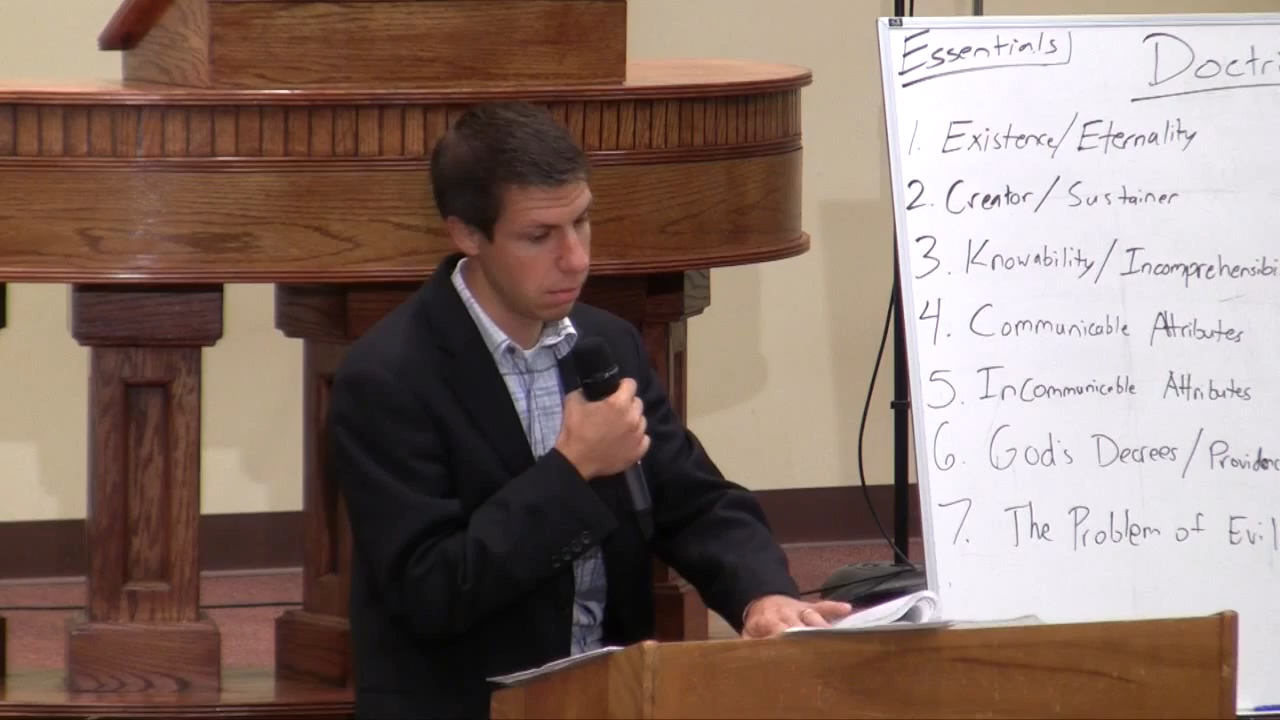 Essentials Doctri
1. Existence/Eternality
2. Creator/Sustainer
3. Knowability/Incomprehensibi
4. Communicable Attributes
5. Incommunicable Attributes
6. God's Decrees/Providenc
7. The Problem of Evil